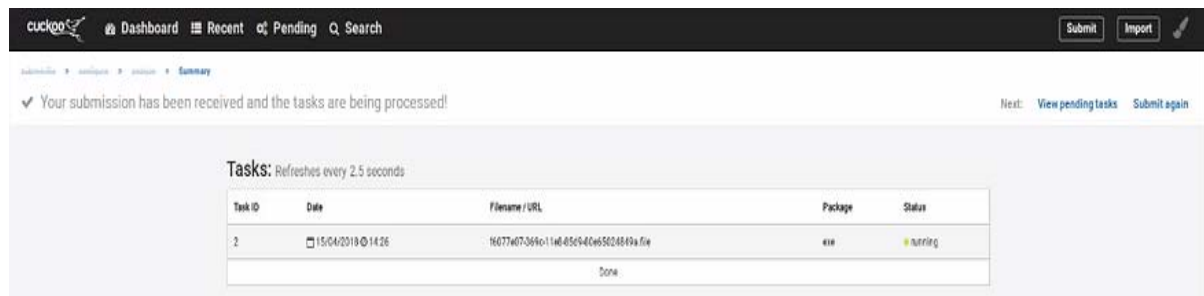 cuckoo Dashboard Recent Pending Search Submit Import
Summary
Your submission has been received and the tasks are being processed! Next: View pending tasks Submit again
Tasks: Refreshes every 2.5 seconds
Task ID Date Filename / URL Package Status
2 15/04/2018 14:26 exe running
Done